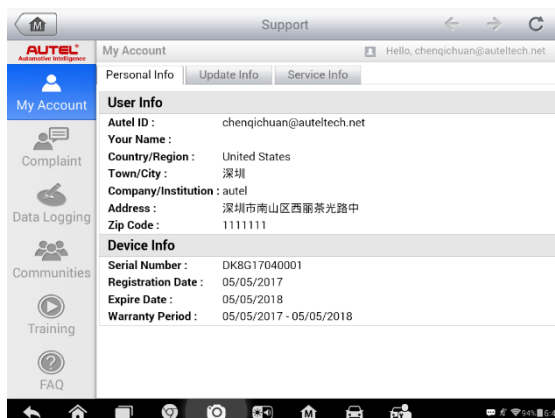 Support
AUTEL®
Automotive Intelligence
My Account
Hello, chenqichuan@auteltech.net
Personal Info
Update Info
Service Info
My Account
Complaint
Data Logging
Communities
Training
FAQ
User Info
Autel ID : chenqichuan@auteltech.net
Your Name :
Country/Region : United States
Town/City : 深圳
Company/Institution : autel
Address : 深圳市南山区西丽茶光路中
Zip Code : 1111111
Device Info
Serial Number : DK8G17040001
Registration Date : 05/05/2017
Expire Date : 05/05/2018
Warranty Period : 05/05/2017 - 05/05/2018
94%